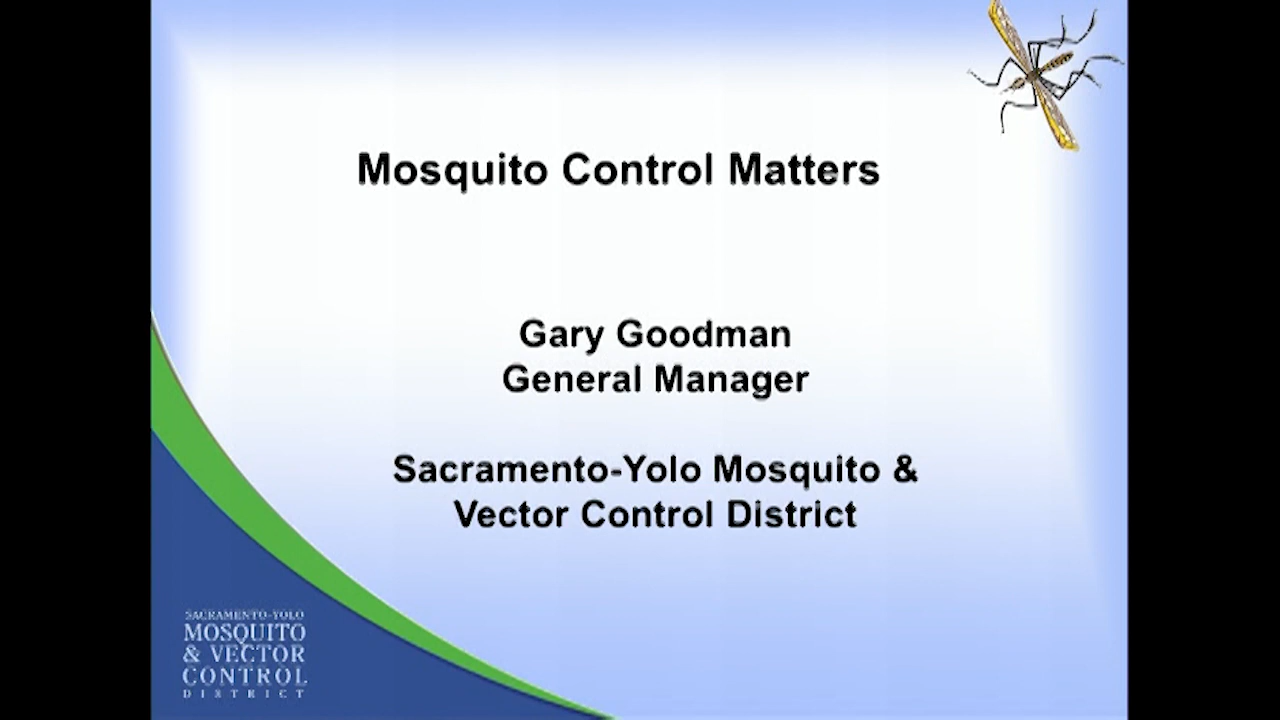 Mosquito Control Matters
Gary Goodman
General Manager
Sacramento-Yolo Mosquito &
Vector Control District
SACRAMENTO-YOLO
MOSQUITO
& VECTOR
CONTROL
DISTRICT